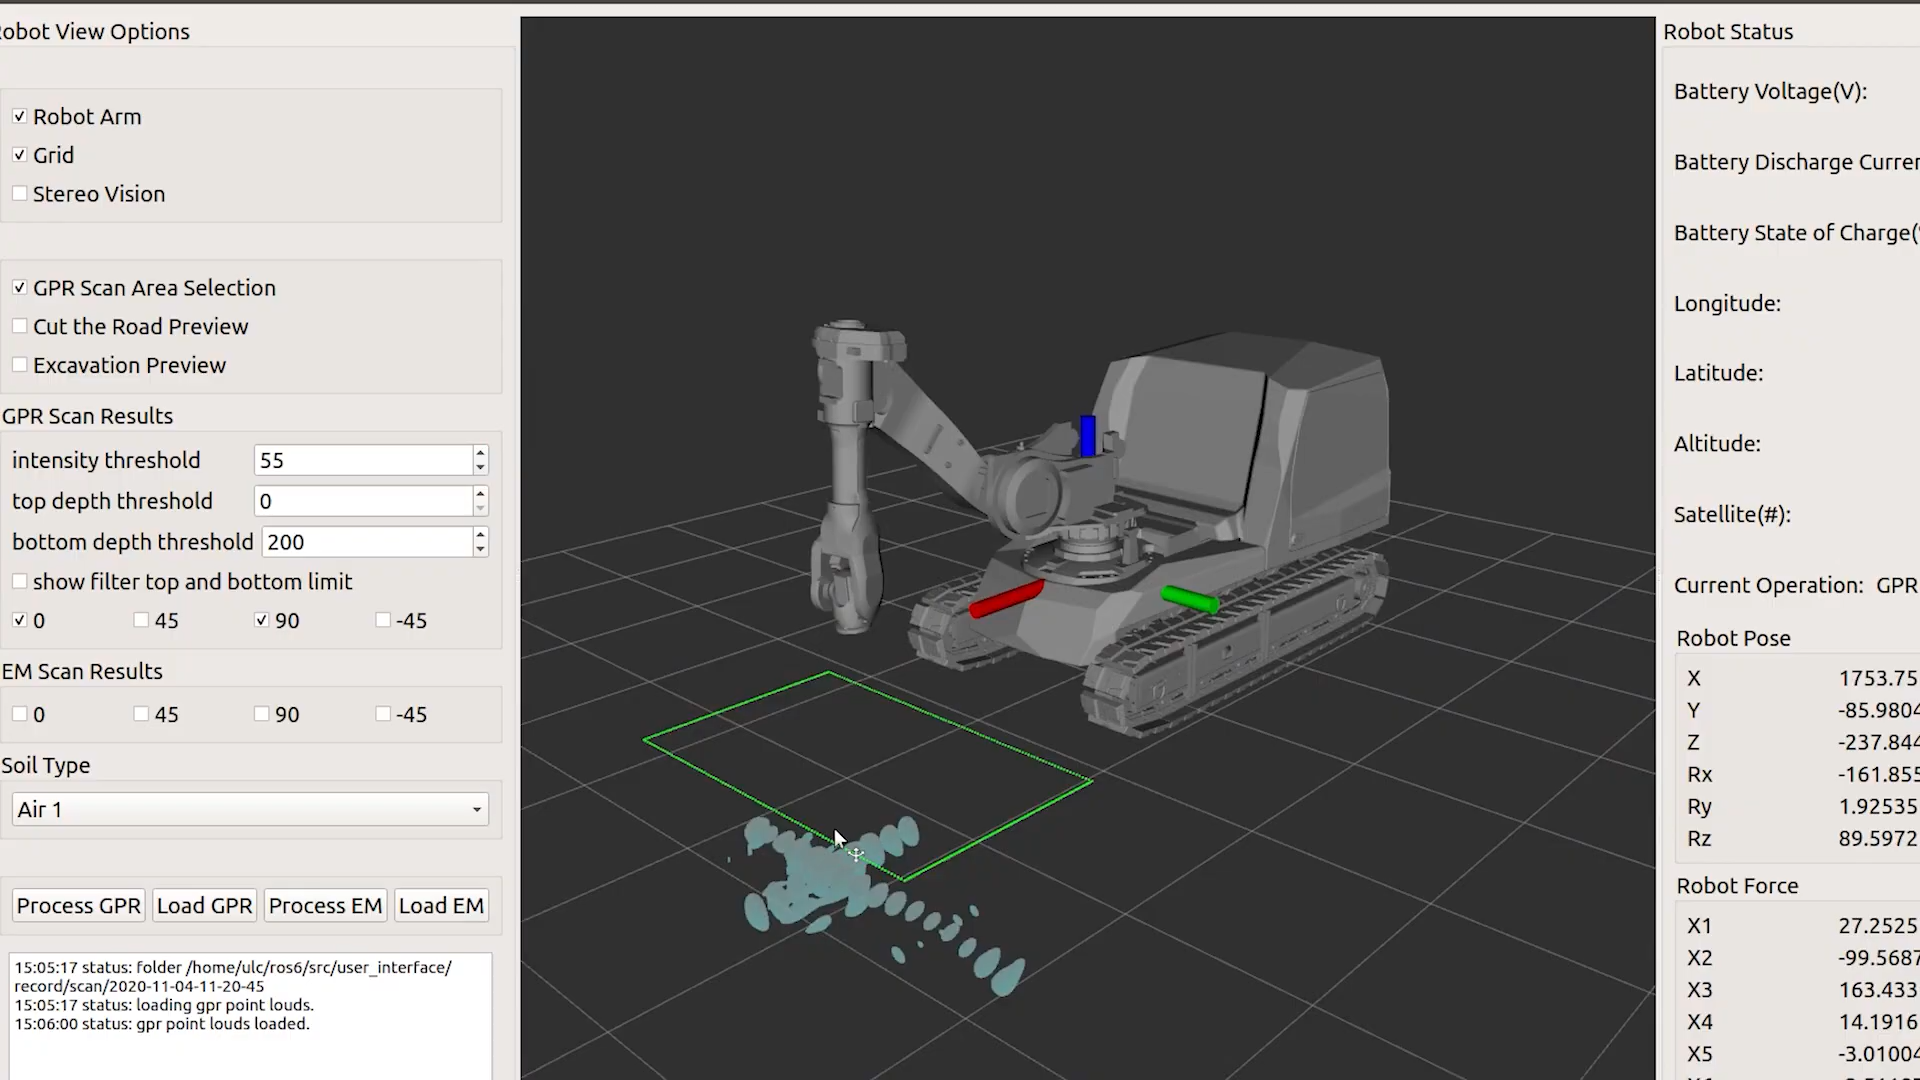 obot View Options
Robot Arm
Grid
Stereo Vision
GPR Scan Area Selection
Cut the Road Preview
Excavation Preview
GPR Scan Results
intensity threshold 55
top depth threshold 0
bottom depth threshold 200
show filter top and bottom limit
0 45 90 -45
EM Scan Results
0 45 90 -45
Soil Type
Air 1
Process GPR Load GPR Process EM Load EM
15:05:17 status: folder /home/ulc/ros6/src/user_interface/
record/scan/2020-11-04-11-20-45
15:05:17 status: loading gpr point louds.
15:06:00 status: gpr point louds loaded.
Robot Status
Battery Voltage(V):
Battery Discharge Curren
Battery State of Charge(
Longitude:
Latitude:
Altitude:
Satellite(#):
Current Operation: GPR
Robot Pose
X 1753.75
Y -85.9804
Z -237.844
Rx -161.855
Ry 1.92535
Rz 89.5972
Robot Force
X1 27.2525
X2 -99.5687
X3 163.433
X4 14.1916
X5 -3.01004